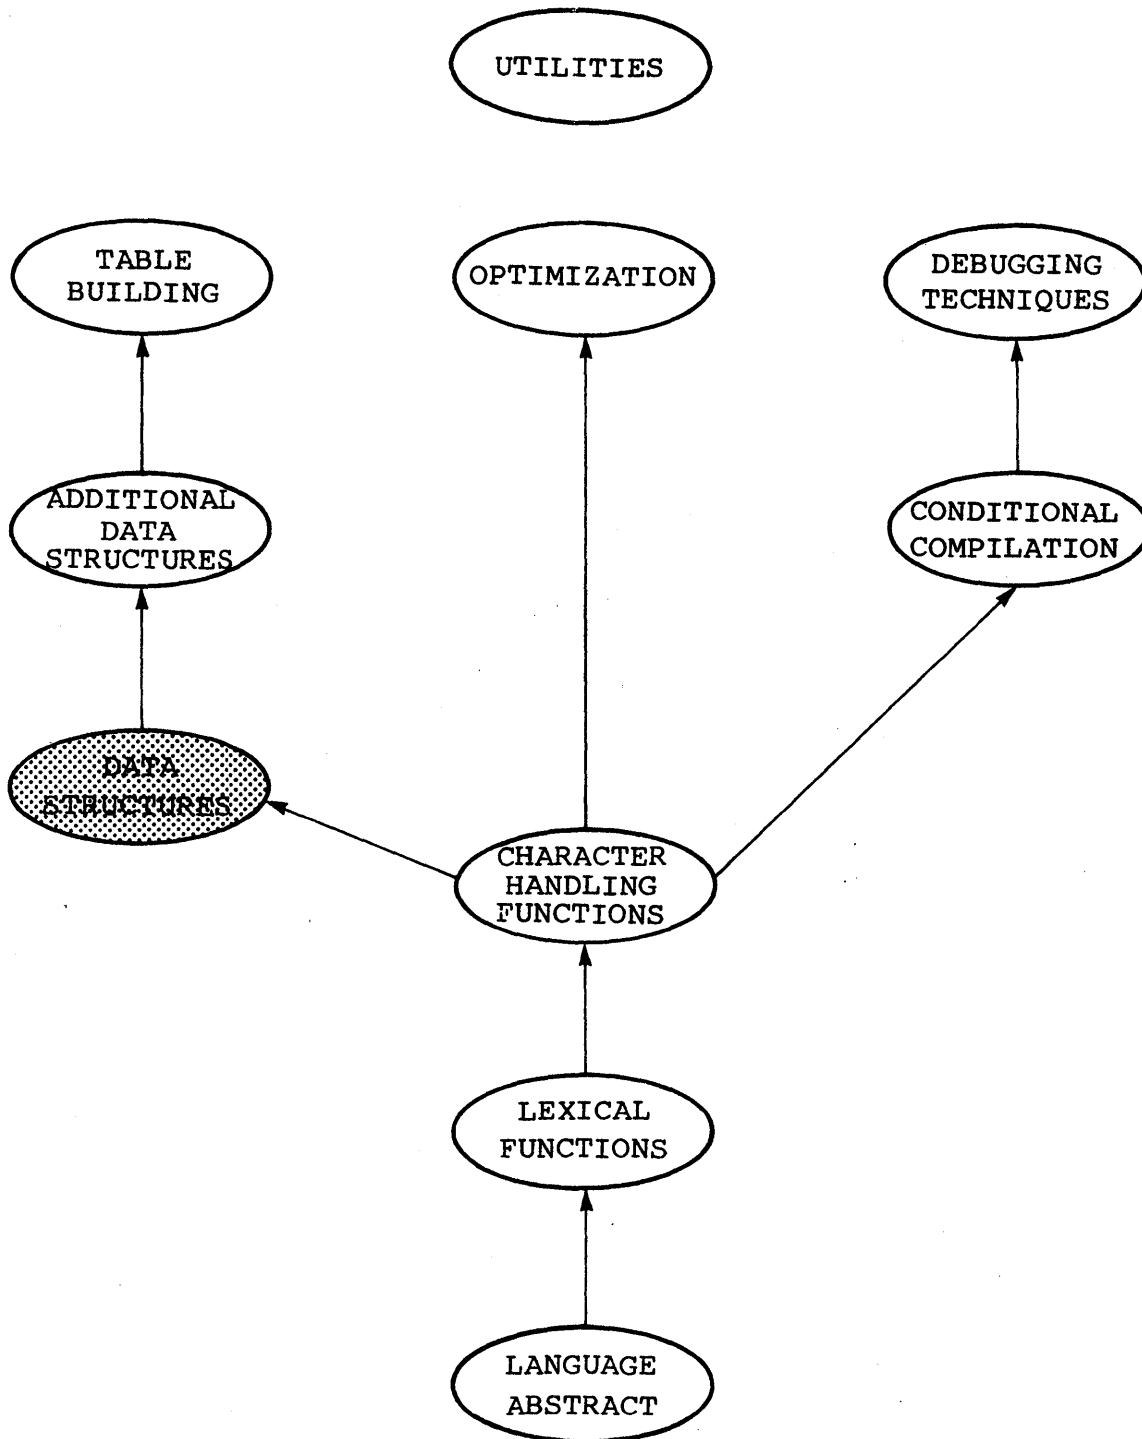 UTILITIES
TABLE
BUILDING
OPTIMIZATION
DEBUGGING
TECHNIQUES
ADDITIONAL
DATA
STRUCTURES
CONDITIONAL
COMPILATION
DATA
STRUCTURES
CHARACTER
HANDLING
FUNCTIONS
LEXICAL
FUNCTIONS
LANGUAGE
ABSTRACT